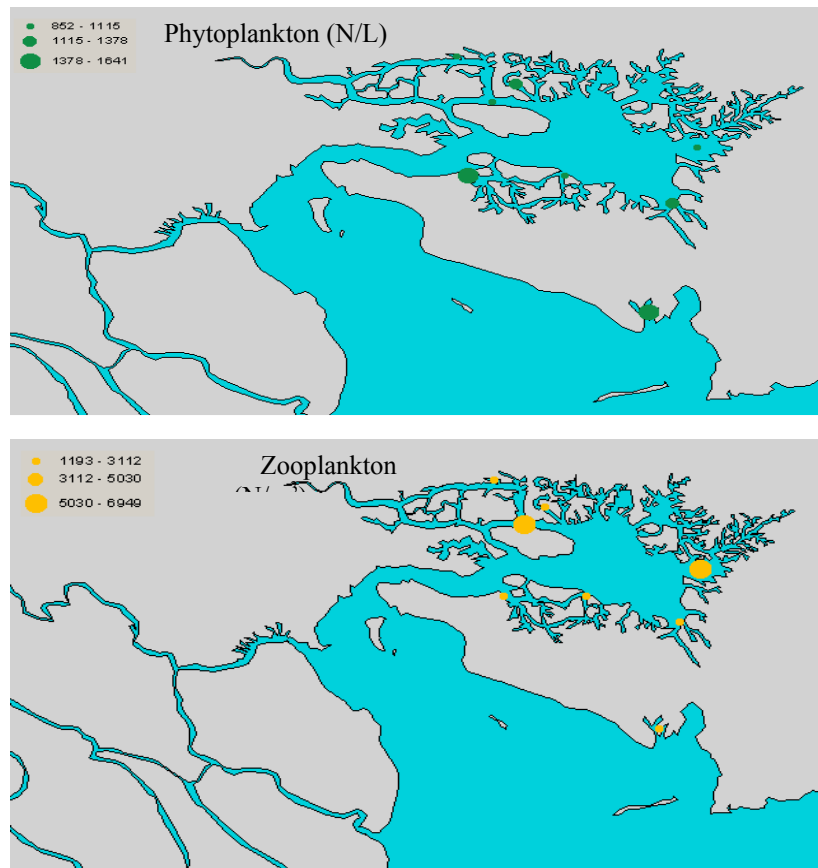 852 - 1115
Phytoplankton (N/L)
1115 - 1378
1378 - 1641
1193 - 3112
Zooplankton
3112 - 5030
5030 - 6949